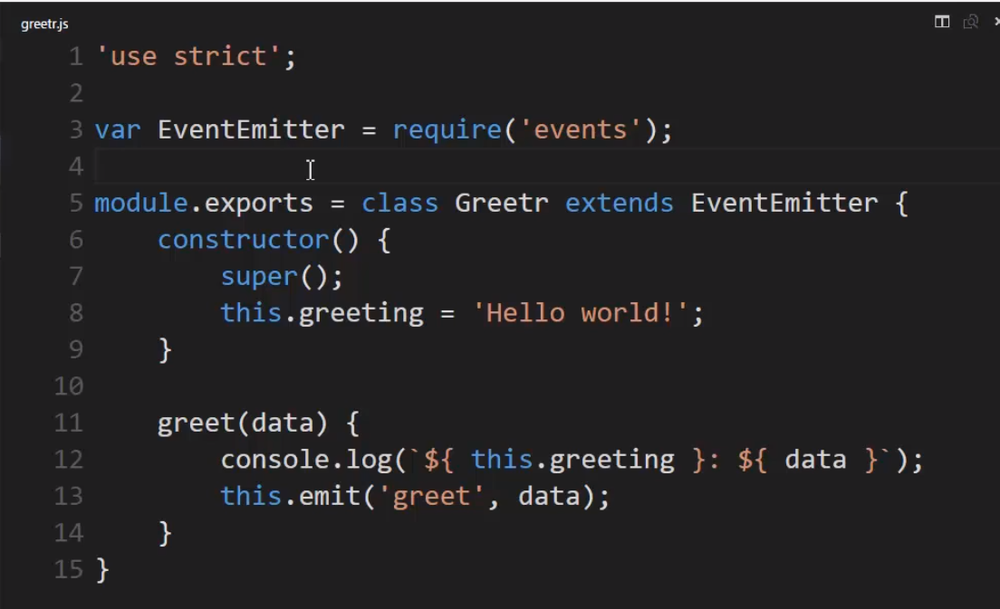 greetr.js
1 'use strict';
2
3 var EventEmitter = require('events');
4
5 module.exports = class Greetr extends EventEmitter {
6     constructor() {
7         super();
8         this.greeting = 'Hello world!';
9     }
10
11     greet(data) {
12         console.log(`${ this.greeting }: ${ data }`);
13         this.emit('greet', data);
14     }
15 }